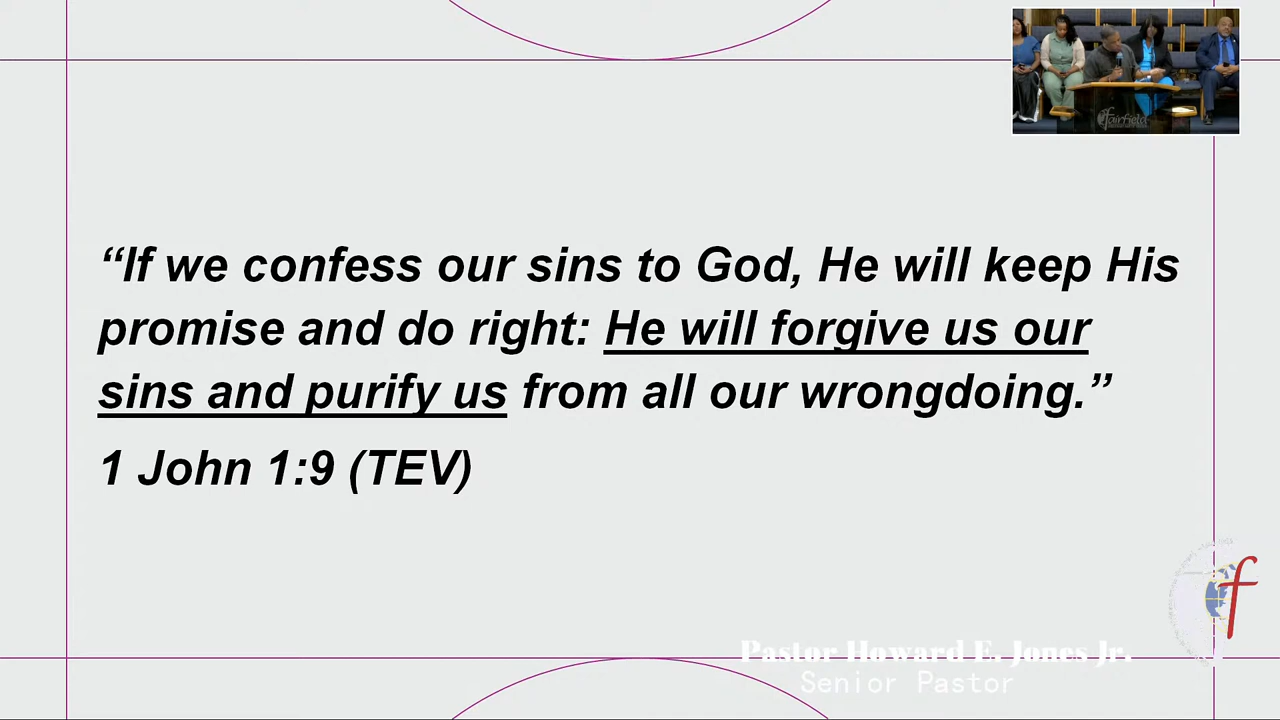 fairfield
“If we confess our sins to God, He will keep His
promise and do right: He will forgive us our
sins and purify us from all our wrongdoing.”
1 John 1:9 (TEV)
f
Pastor Howard E. Jones Jr.
Senior Pastor